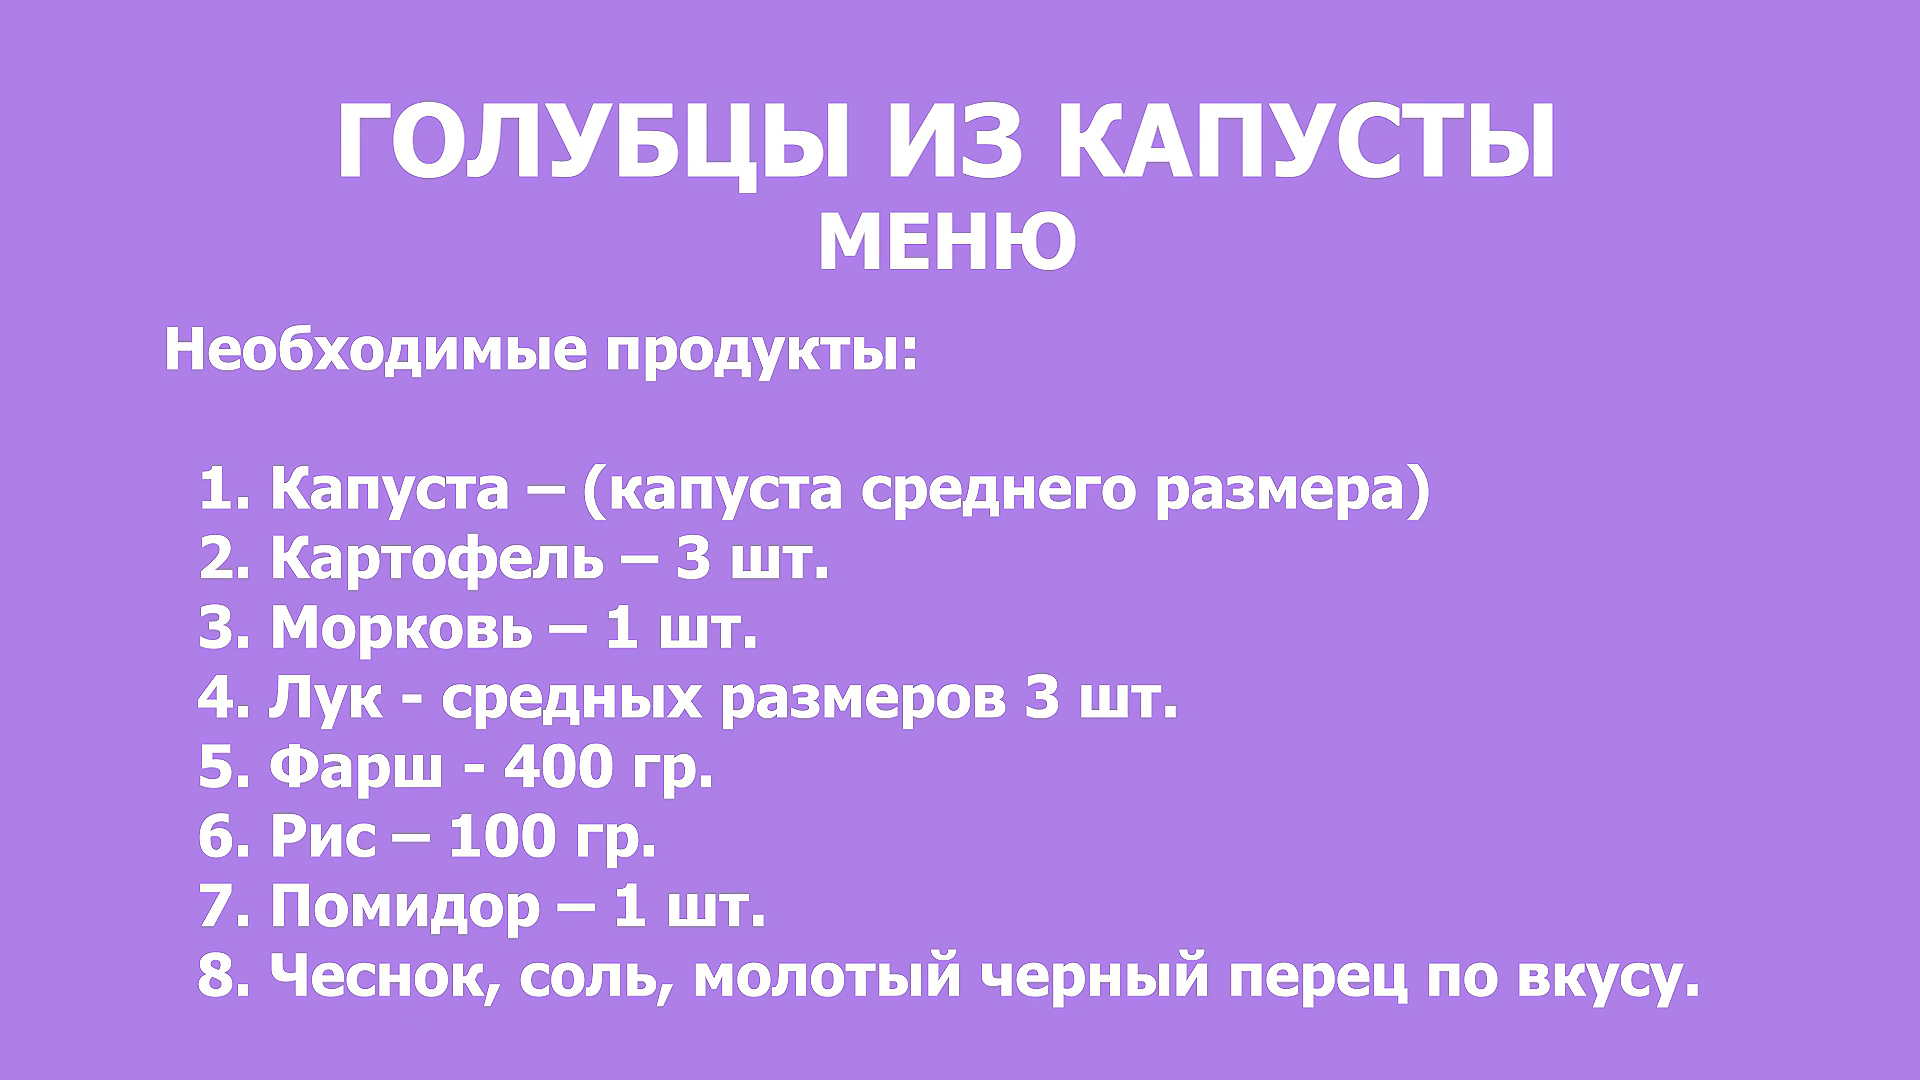 ГОЛУБЦЫ ИЗ КАПУСТЫ
МЕНЮ
Необходимые продукты:
1. Капуста – (капуста среднего размера)
2. Картофель – 3 шт.
3. Морковь – 1 шт.
4. Лук - средных размеров 3 шт.
5. Фарш - 400 гр.
6. Рис – 100 гр.
7. Помидор – 1 шт.
8. Чеснок, соль, молотый черный перец по вкусу.